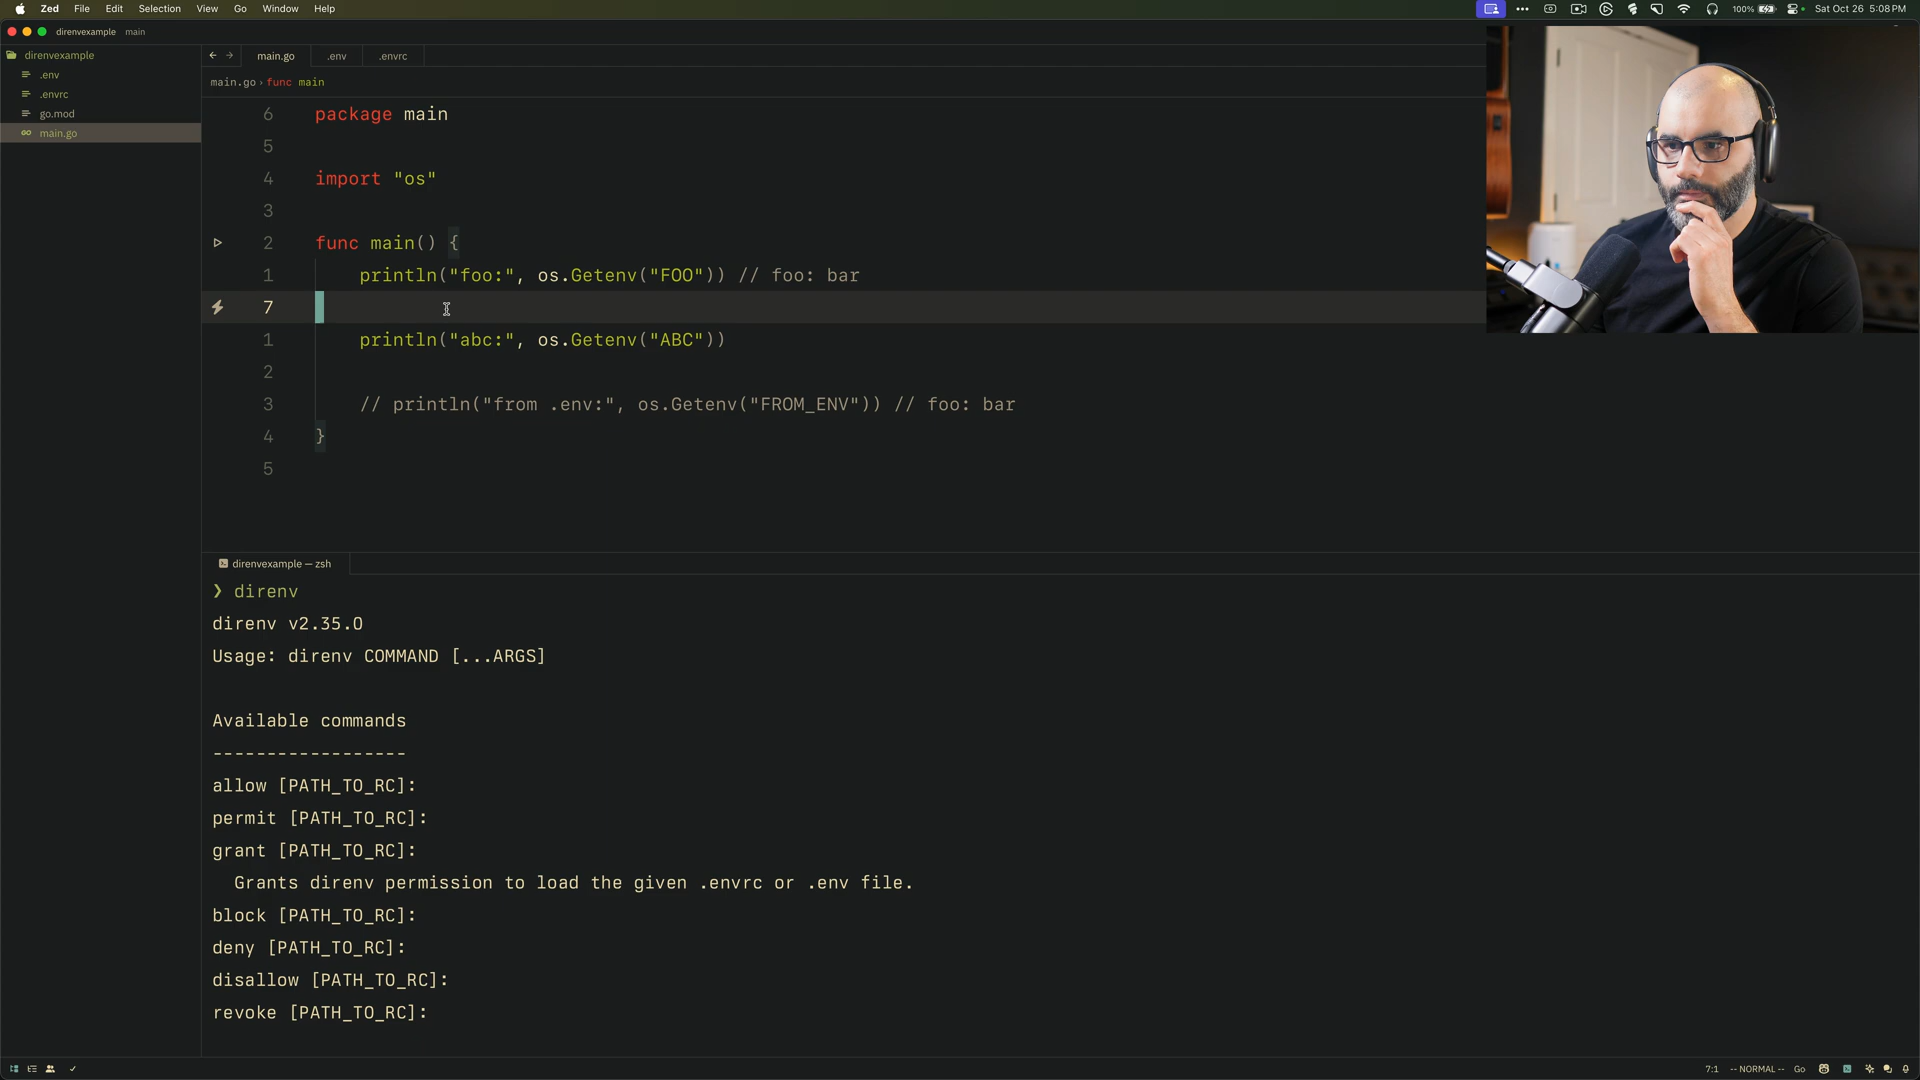 Zed File Edit Selection View Go Window Help
100% Sat Oct 26 5:08 PM
direnvexample main
direnvexample
.env
.envrc
go.mod
main.go
main.go .env .envrc
main.go › func main
6 package main
5
4 import "os"
3
2 func main() {
1 println("foo:", os.Getenv("FOO")) // foo: bar
7
1 println("abc:", os.Getenv("ABC"))
2
3 // println("from .env:", os.Getenv("FROM_ENV")) // foo: bar
4 }
5
direnvexample — zsh
❯ direnv
direnv v2.35.0
Usage: direnv COMMAND [...ARGS]
Available commands
------------------
allow [PATH_TO_RC]:
permit [PATH_TO_RC]:
grant [PATH_TO_RC]:
Grants direnv permission to load the given .envrc or .env file.
block [PATH_TO_RC]:
deny [PATH_TO_RC]:
disallow [PATH_TO_RC]:
revoke [PATH_TO_RC]:
7:1 -- NORMAL -- Go